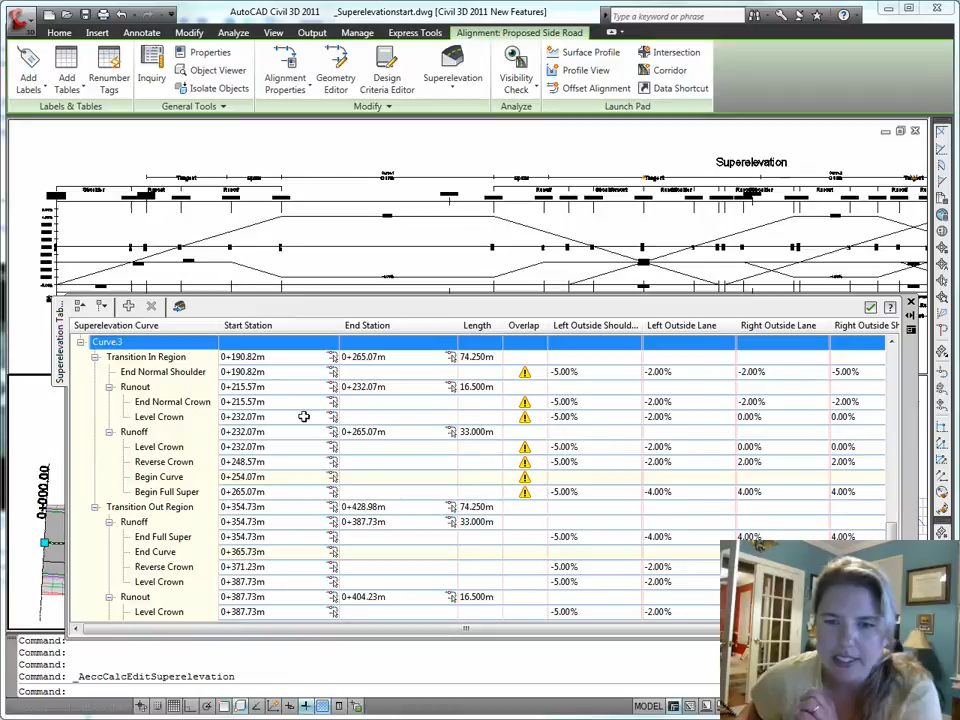 AutoCAD Civil 3D 2011 _Superelevationstart.dwg [Civil 3D 2011 New Features]
Type a keyword or phrase
Home Insert Annotate Modify Analyze View Output Manage Express Tools Alignment: Proposed Side Road
Add Labels
Add Tables
Renumber Tags
Labels & Tables
Inquiry
Properties
Object Viewer
Isolate Objects
General Tools
Alignment Properties
Geometry Editor
Design Criteria Editor
Superelevation
Modify
Visibility Check
Analyze
Surface Profile
Profile View
Offset Alignment
Intersection
Corridor
Data Shortcut
Launch Pad
Superelevation
Superelevation Tab...
Superelevation Curve Start Station End Station Length Overlap Left Outside Should... Left Outside Lane Right Outside Lane Right Outside Sh
Curve.3
Transition In Region 0+190.82m 0+265.07m 74.250m
End Normal Shoulder 0+190.82m -5.00% -2.00% -2.00% -5.00%
Runout 0+215.57m 0+232.07m 16.500m
End Normal Crown 0+215.57m -5.00% -2.00% -2.00% -2.00%
Level Crown 0+232.07m -5.00% -2.00% 0.00% 0.00%
Runoff 0+232.07m 0+265.07m 33.000m
Level Crown 0+232.07m -5.00% -2.00% 0.00% 0.00%
Reverse Crown 0+248.57m -5.00% -2.00% 2.00% 2.00%
Begin Curve 0+254.07m
Begin Full Super 0+265.07m -5.00% -4.00% 4.00% 4.00%
Transition Out Region 0+354.73m 0+428.98m 74.250m
Runoff 0+354.73m 0+387.73m 33.000m
End Full Super 0+354.73m -5.00% -4.00% 4.00% 4.00%
End Curve 0+365.73m
Reverse Crown 0+371.23m -5.00% -2.00%
Level Crown 0+387.73m -5.00% -2.00%
Runout 0+387.73m 0+404.23m 16.500m
Level Crown 0+387.73m -5.00% -2.00%
0+000.00
Command:
Command:
Command:
Command: _AeccCalcEditSuperelevation
Command:
MODEL